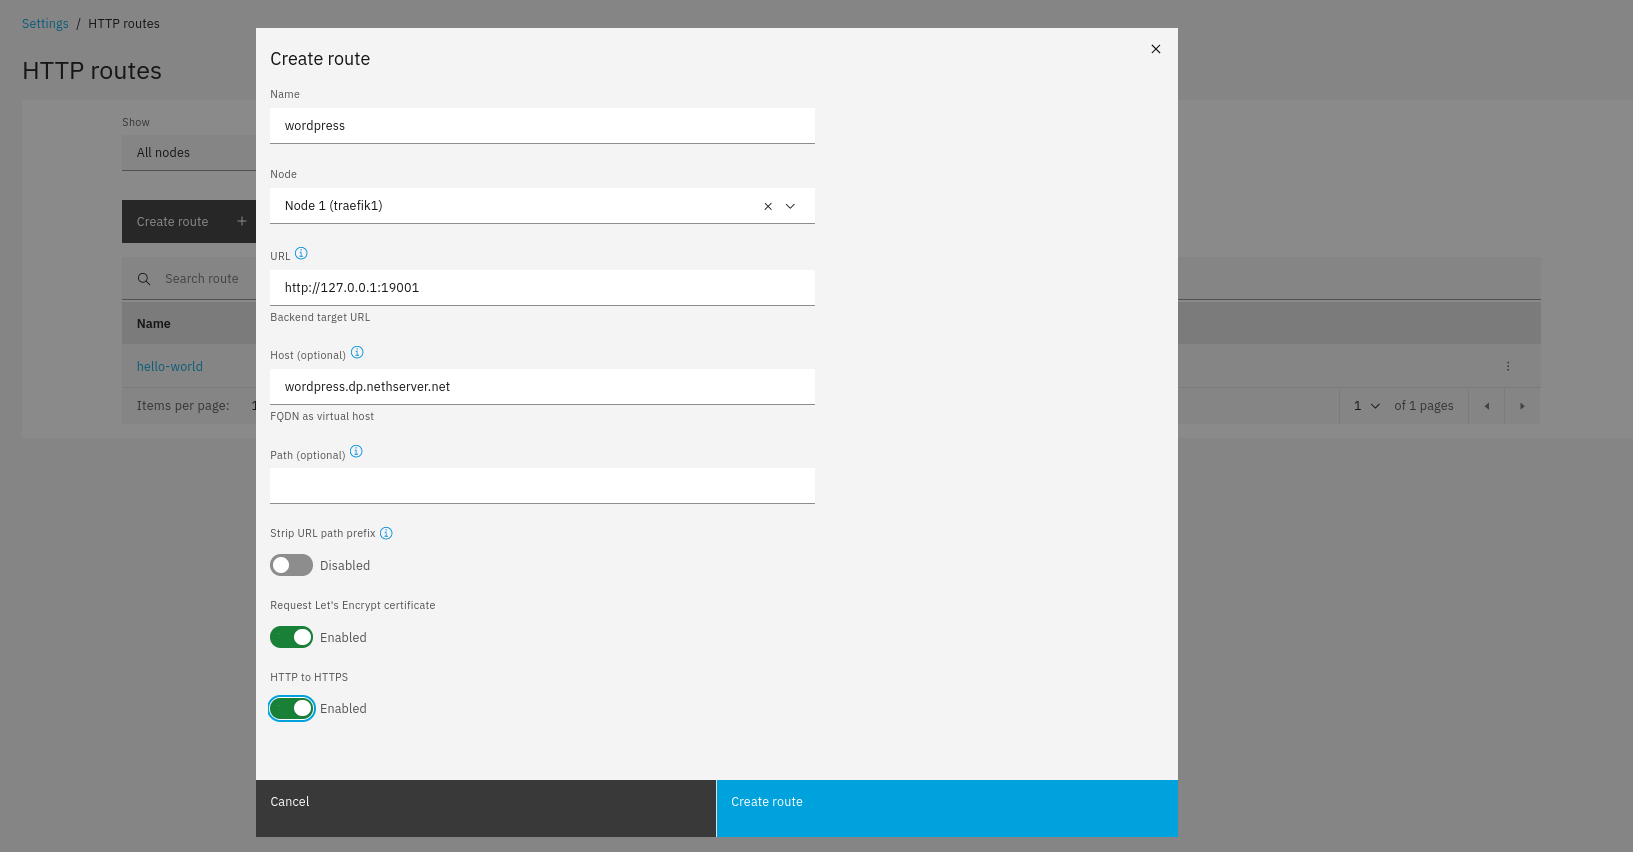 Settings / HTTP routes
HTTP routes
Show
All nodes
Create route +
Search route
Name
hello-world
Items per page: 1
1 of 1 pages
Create route
Name
wordpress
Node
Node 1 (traefik1)
URL
http://127.0.0.1:19001
Backend target URL
Host (optional)
wordpress.dp.nethserver.net
FQDN as virtual host
Path (optional)
Strip URL path prefix
Disabled
Request Let's Encrypt certificate
Enabled
HTTP to HTTPS
Enabled
Cancel
Create route